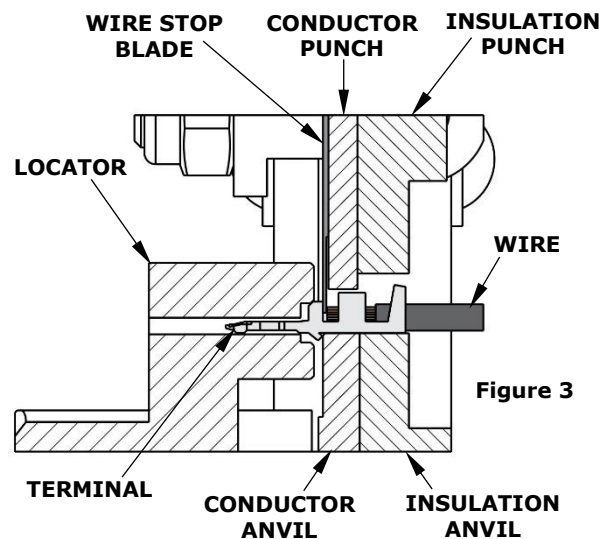 WIRE STOP
BLADE
CONDUCTOR
PUNCH
INSULATION
PUNCH
LOCATOR
WIRE
Figure 3
TERMINAL
CONDUCTOR
ANVIL
INSULATION
ANVIL